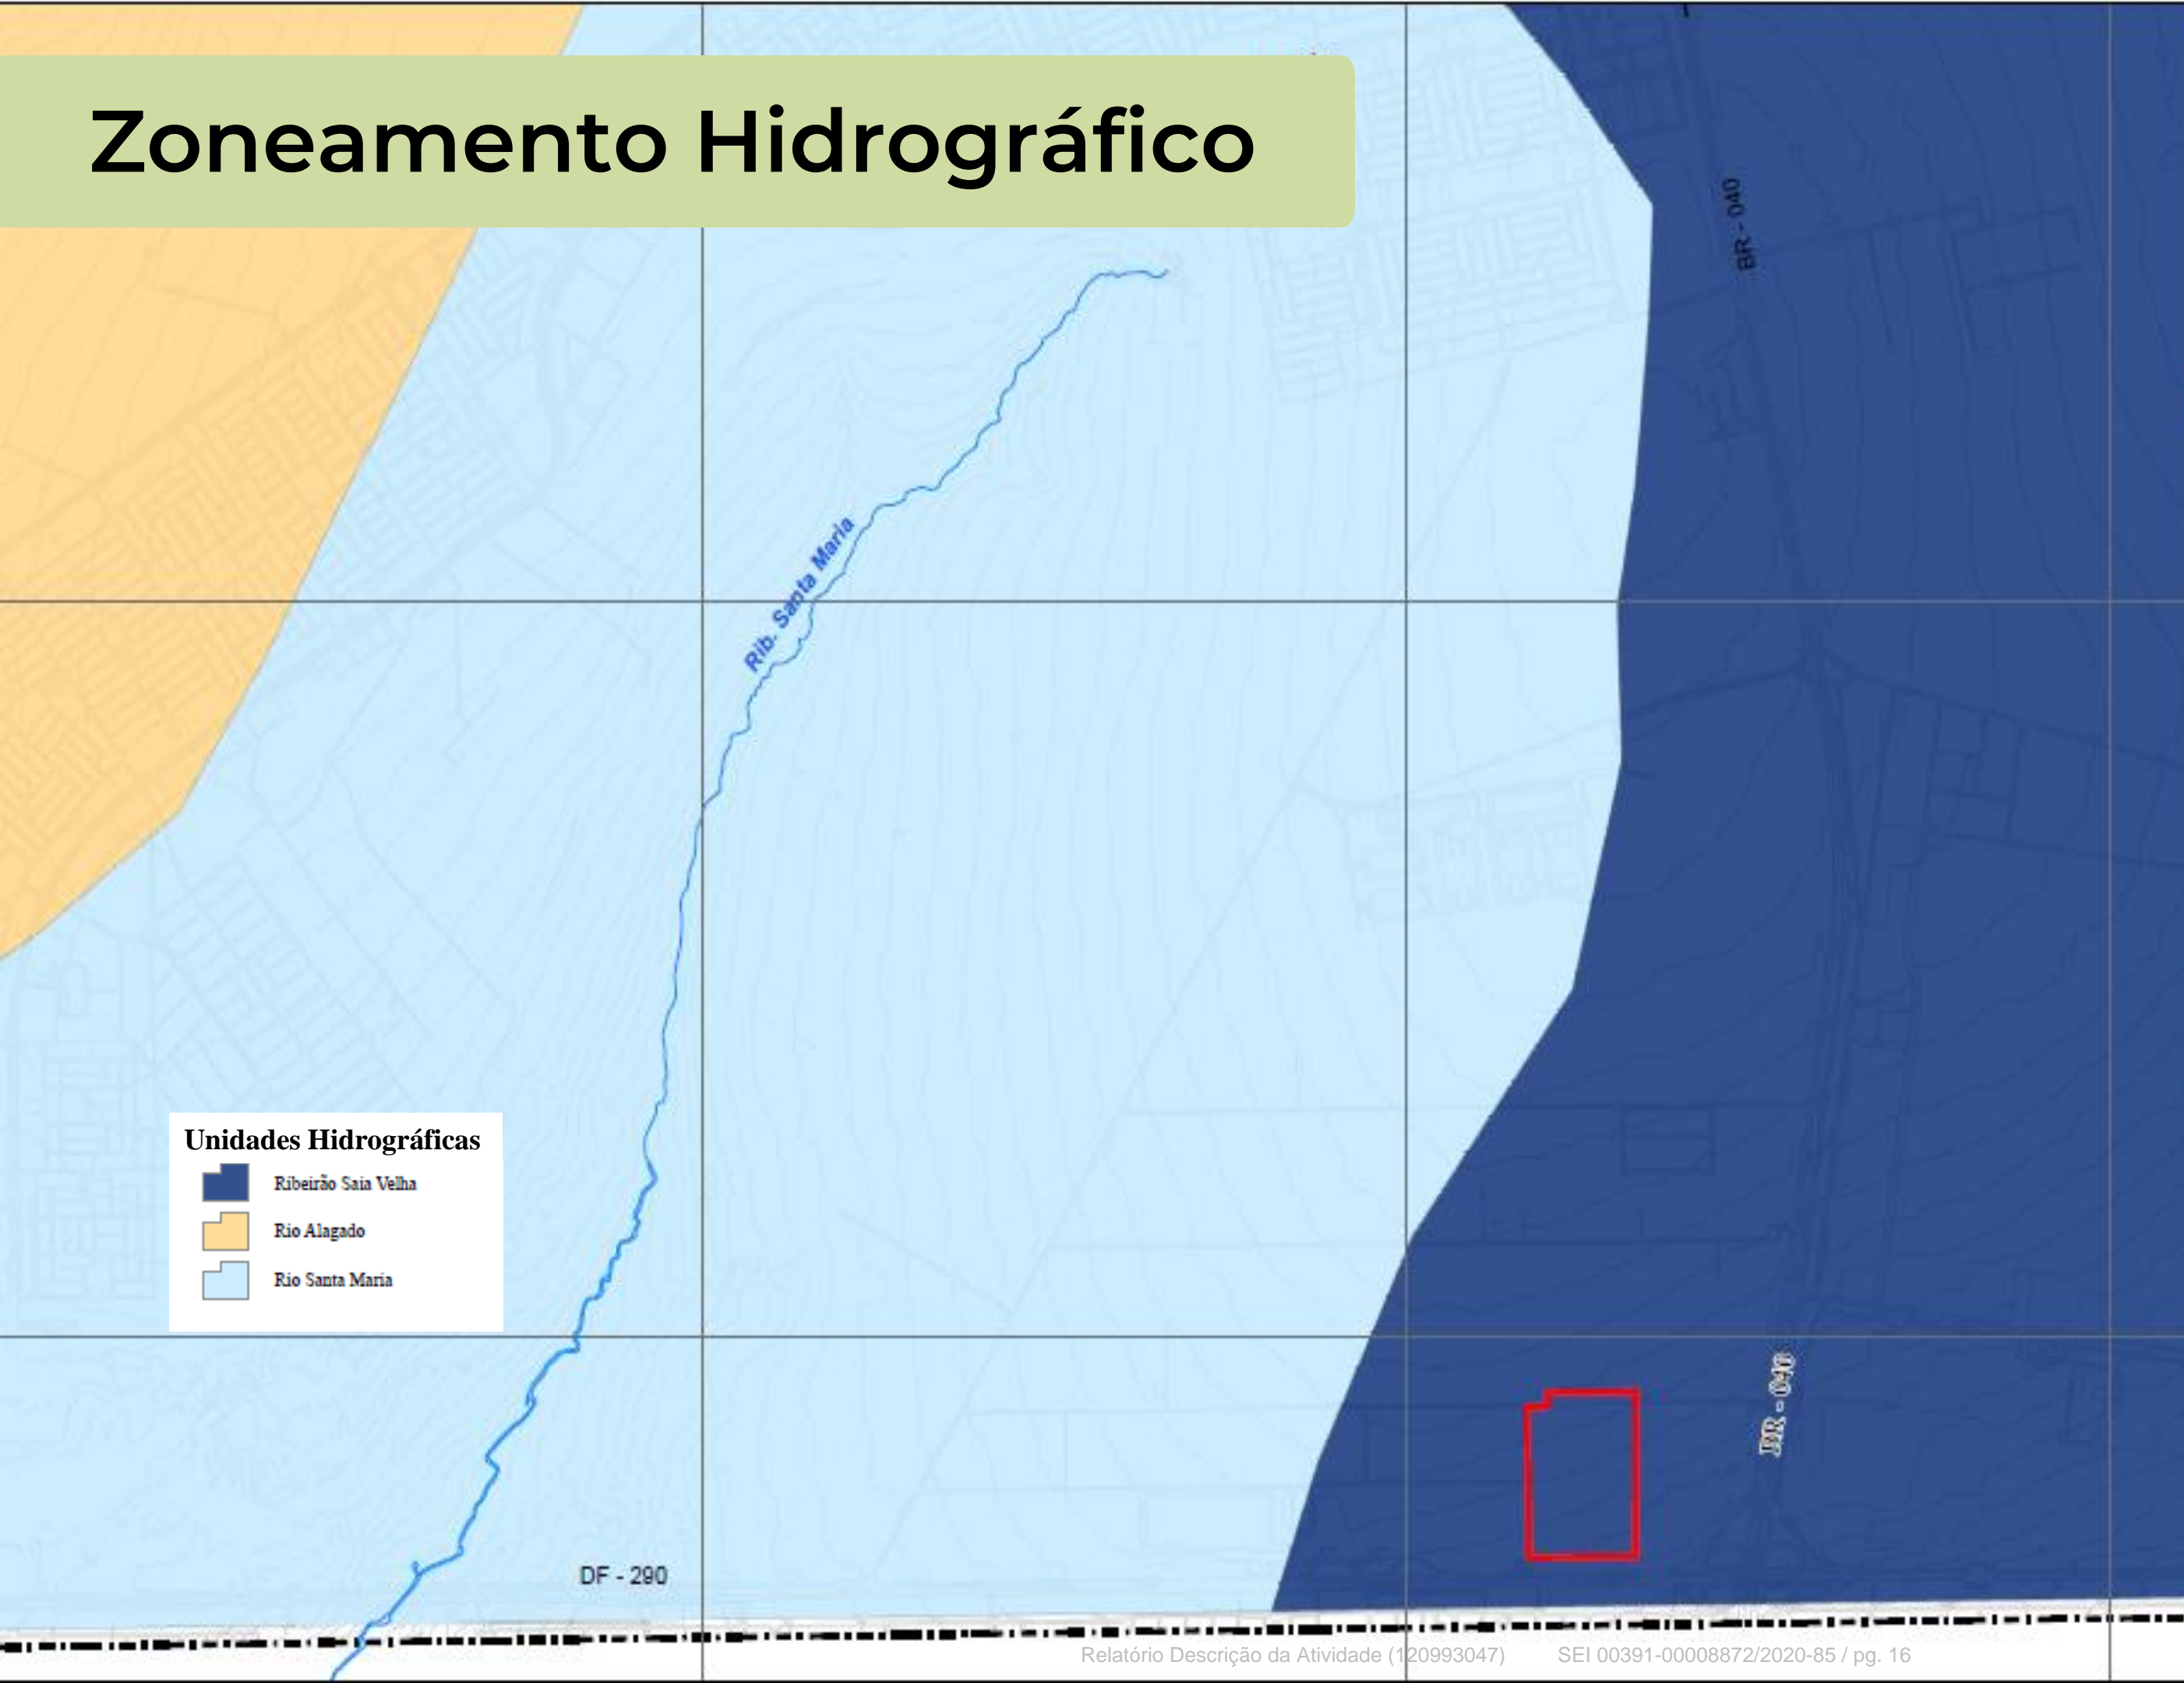 Zoneamento Hidrográfico
BR - 040
Rib. Santa Maria
Unidades Hidrográficas
Ribeirão Saia Velha
Rio Alagado
Rio Santa Maria
BR - 040
DF - 290
Relatório Descrição da Atividade (120993047) SEI 00391-00008872/2020-85 / pg. 16